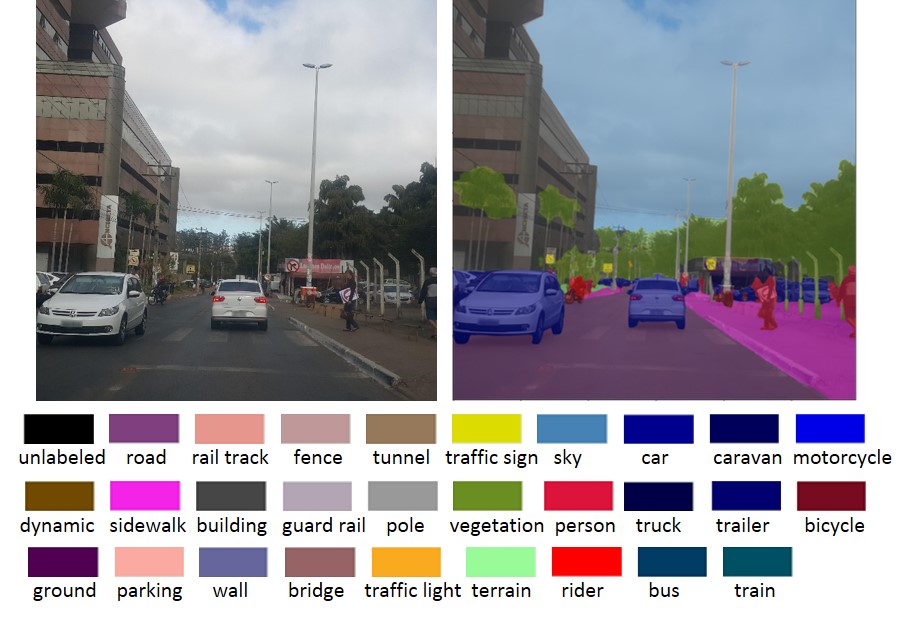 unlabeled road rail track fence tunnel traffic sign sky car caravan motorcycle
dynamic sidewalk building guard rail pole vegetation person truck trailer bicycle
ground parking wall bridge traffic light terrain rider bus train